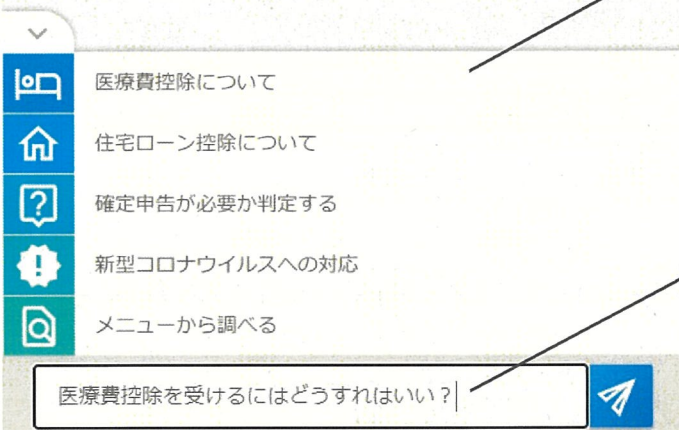 医療費控除について
住宅ローン控除について
確定申告が必要か判定する
新型コロナウイルスへの対応
メニューから調べる
医療費控除を受けるにはどうすれはいい？